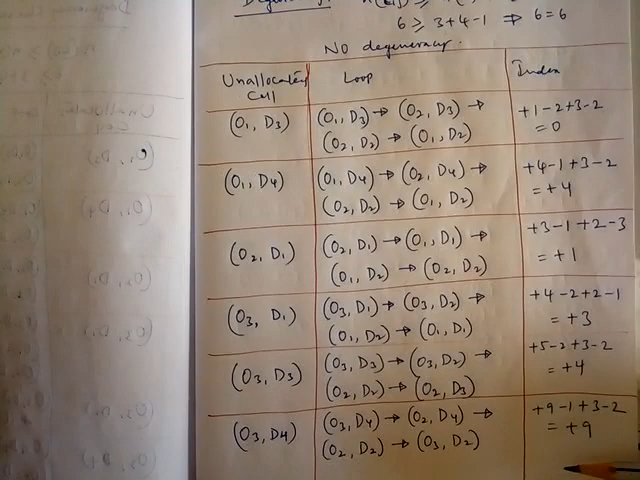 Degeneracy:
6 ≥ 3+4-1 ⇒ 6=6
NO degeneracy.
Unallocated Cell Loop Index
(O1, D3) (O1, D3) → (O2, D3) → +1-2+3-2
(O2, D2) → (O1, D2) = 0
(O1, D4) (O1, D4) → (O2, D4) → +4-1+3-2
(O2, D2) → (O1, D2) = +4
(O2, D1) (O2, D1) → (O1, D1) → +3-1+2-3
(O1, D2) → (O2, D2) = +1
(O3, D1) (O3, D1) → (O3, D2) → +4-2+2-1
(O1, D2) → (O1, D1) = +3
(O3, D3) (O3, D3) → (O3, D2) → +5-2+3-2
(O2, D2) → (O2, D3) = +4
(O3, D4) (O3, D4) → (O2, D4) → +9-1+3-2
(O2, D2) → (O3, D2) = +9